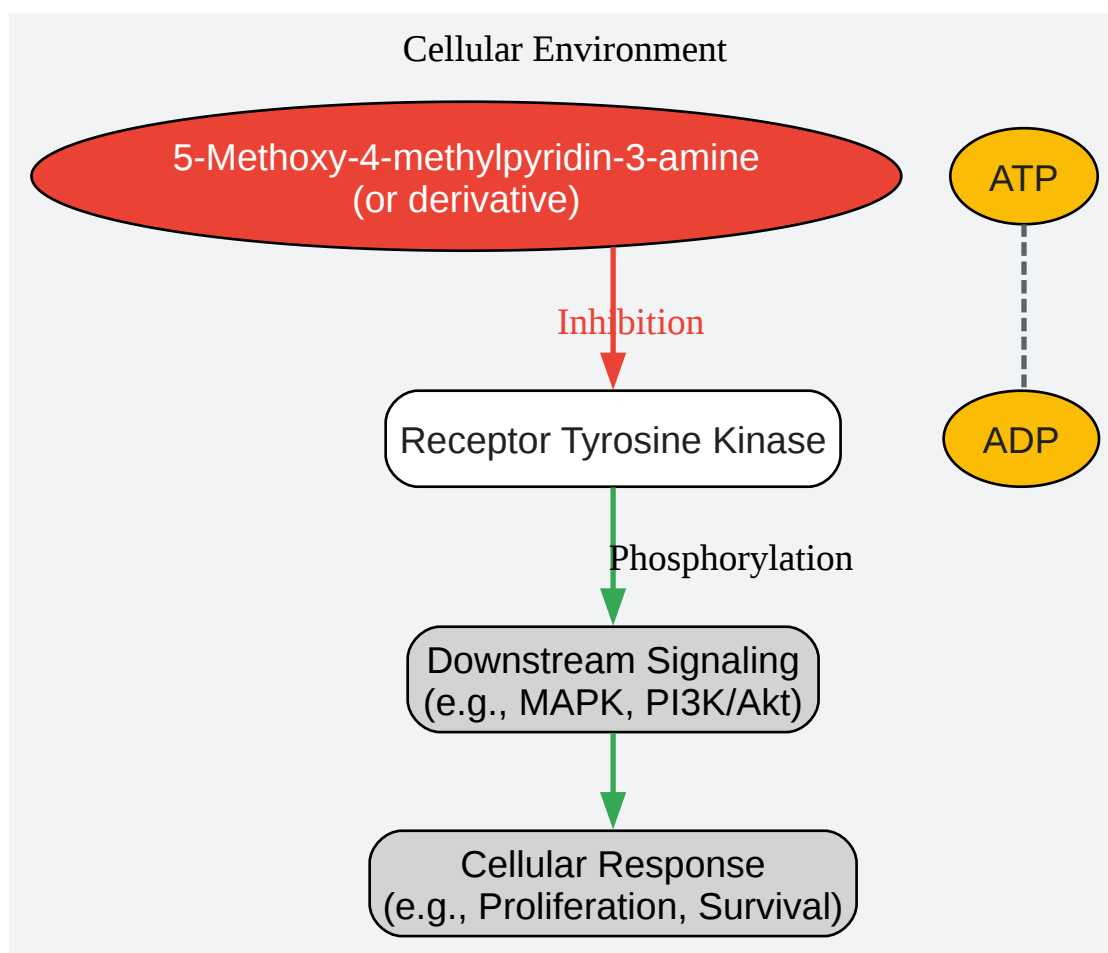 Cellular Environment
5-Methoxy-4-methylpyridin-3-amine
(or derivative)
ATP
Inhibition
Receptor Tyrosine Kinase
ADP
Phosphorylation
Downstream Signaling
(e.g., MAPK, PI3K/Akt)
Cellular Response
(e.g., Proliferation, Survival)